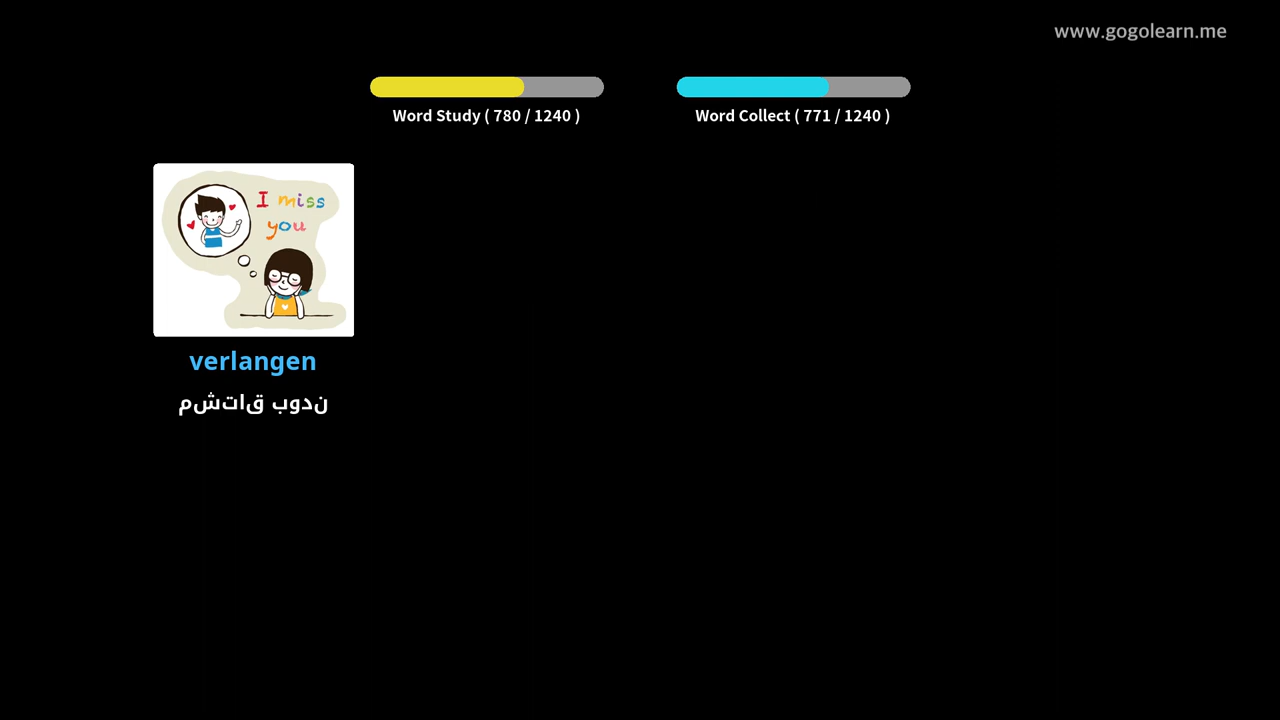 www.gogolearn.me
Word Study ( 780 / 1240 )
Word Collect ( 771 / 1240 )
I miss
you
verlangen
ندوب قاتشم